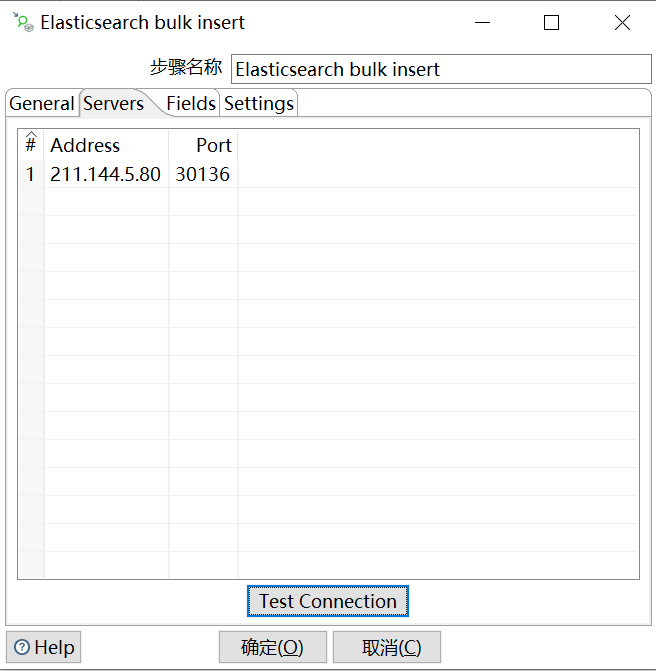 Elasticsearch bulk insert
步骤名称 Elasticsearch bulk insert
General Servers Fields Settings
# Address Port
1 211.144.5.80 30136
Test Connection
Help 确定(O) 取消(C)